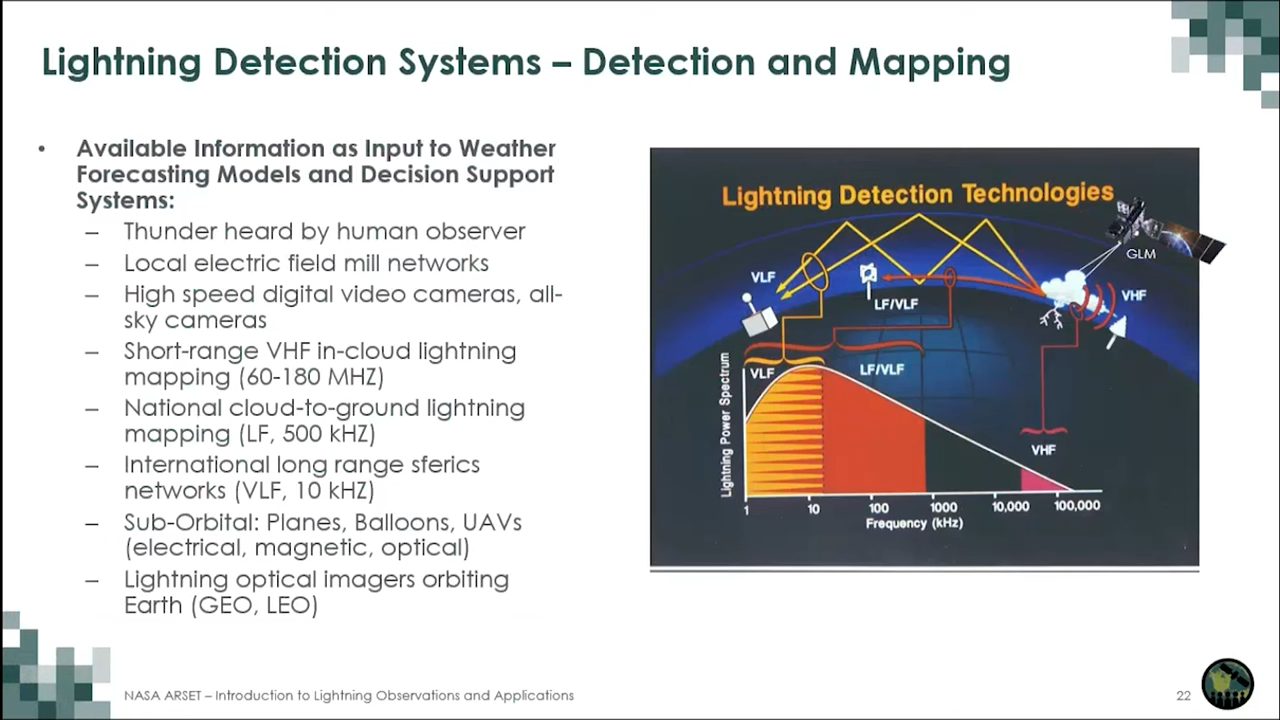 Lightning Detection Systems – Detection and Mapping
• Available Information as Input to Weather
Forecasting Models and Decision Support
Systems:
– Thunder heard by human observer
– Local electric field mill networks
– High speed digital video cameras, all-
sky cameras
– Short-range VHF in-cloud lightning
mapping (60-180 MHZ)
– National cloud-to-ground lightning
mapping (LF, 500 kHZ)
– International long range sferics
networks (VLF, 10 kHZ)
– Sub-Orbital: Planes, Balloons, UAVs
(electrical, magnetic, optical)
– Lightning optical imagers orbiting
Earth (GEO, LEO)
Lightning Detection Technologies
GLM
VLF
LF/VLF
VHF
VLF
LF/VLF
VHF
Lightning Power Spectrum
1 10 100 1000 10,000 100,000
Frequency (kHz)
NASA ARSET – Introduction to Lightning Observations and Applications
22